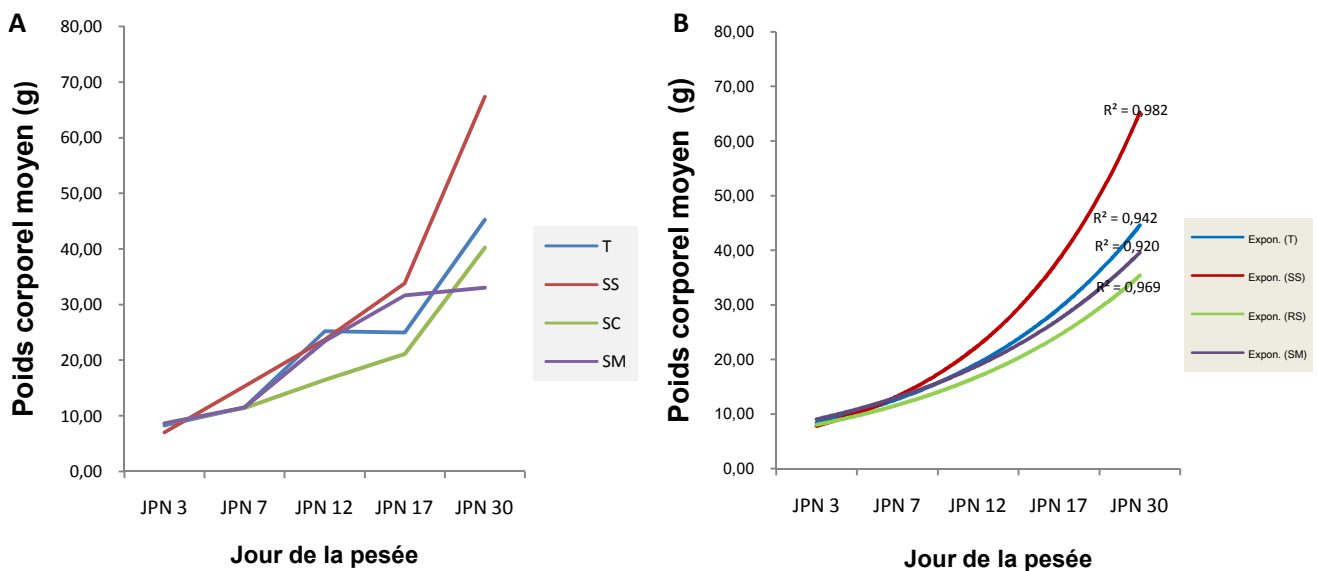 A
Poids corporel moyen (g)
80,00
70,00
60,00
50,00
40,00
30,00
20,00
10,00
0,00
JPN 3 JPN 7 JPN 12 JPN 17 JPN 30
Jour de la pesée
T
SS
SC
SM
B
Poids corporel moyen (g)
80,00
70,00
60,00
50,00
40,00
30,00
20,00
10,00
0,00
R² = 0,982
R² = 0,942
R² = 0,920
R² = 0,969
JPN 3 JPN 7 JPN 12 JPN 17 JPN 30
Jour de la pesée
Expon. (T)
Expon. (SS)
Expon. (RS)
Expon. (SM)